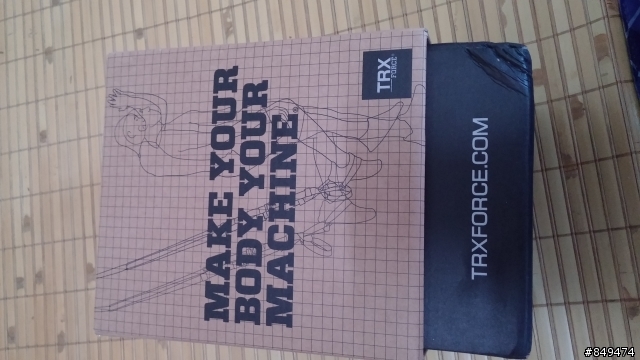 MAKE YOUR
BODY YOUR
MACHINE.
TRX
FORCE
TRXFORCE.COM
#849474